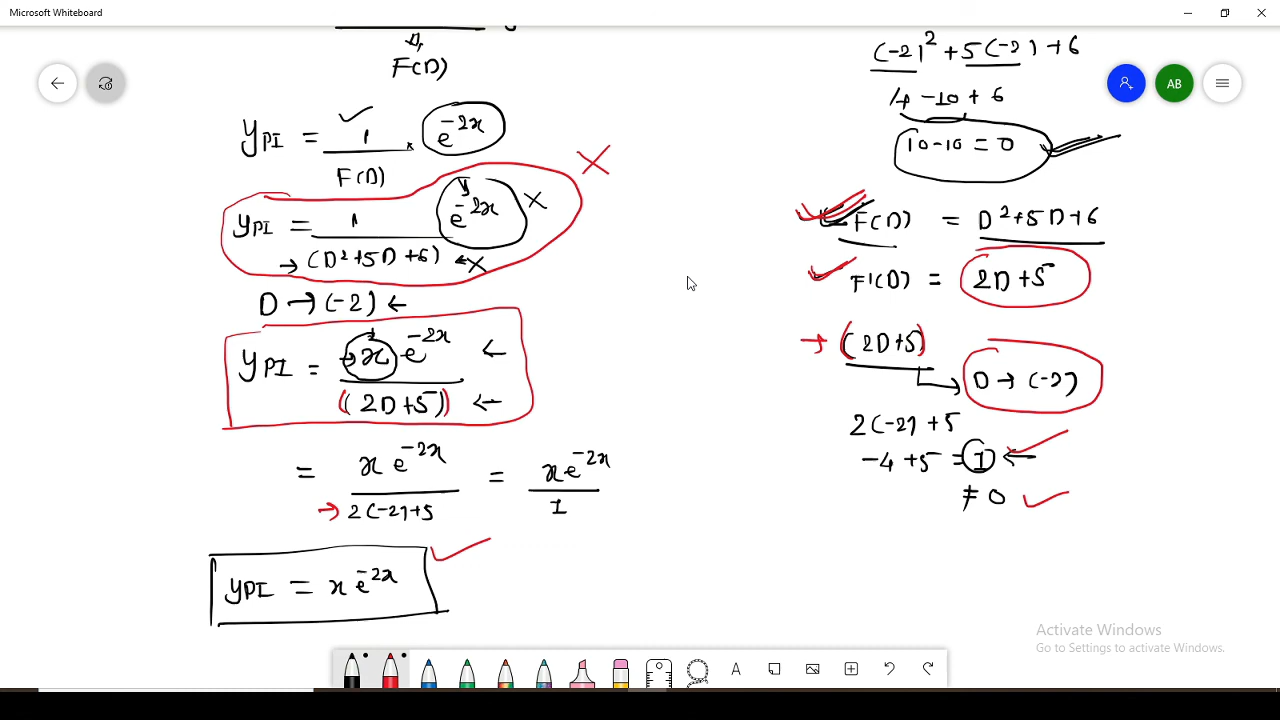 Microsoft Whiteboard
F(D)
yPI = 1/F(D) · e^-2x
yPI = 1/(D²+5D+6) e^-2x ×
→ ← ×
×
D → (-2) ←
yPI = x e^-2x / (2D+5) ←
←
= x e^-2x / → 2(-2)+5 = x e^-2x / 1
yPI = x e^-2x
(-2)² + 5(-2) + 6
4 - 10 + 6
10-10 = 0
AB
F(D) = D²+5D+6
F'(D) = 2D+5
→ (2D+5)
D → (-2)
2(-2)+5
-4+5 = 1 ←
≠ 0
Activate Windows
Go to Settings to activate Windows.
A